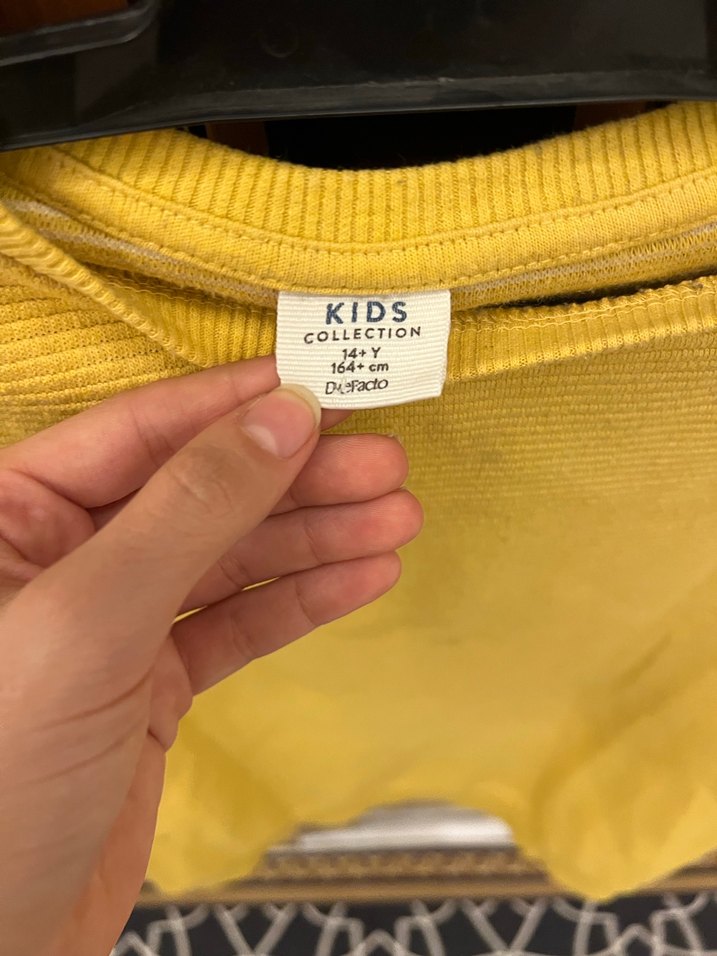 KIDS
COLLECTION
14+ Y
164+ cm
DeFacto